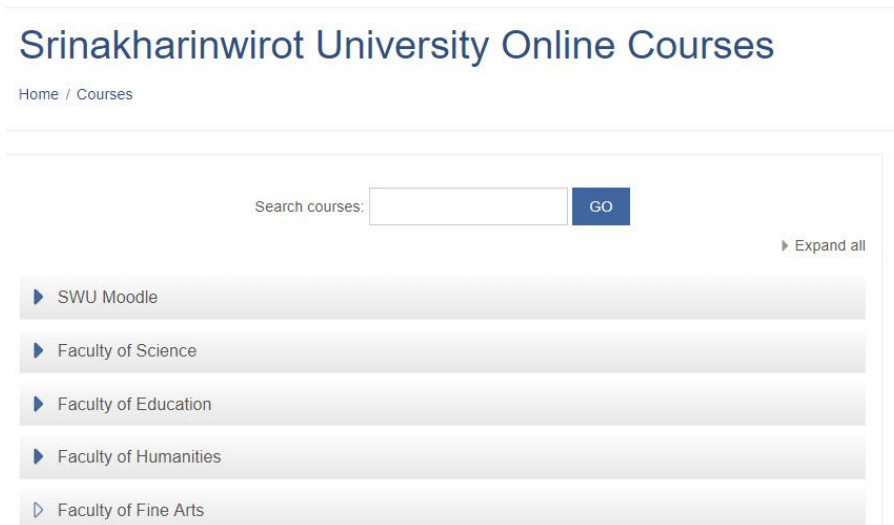 Srinakharinwirot University Online Courses
Home / Courses
Search courses: GO
Expand all
SWU Moodle
Faculty of Science
Faculty of Education
Faculty of Humanities
Faculty of Fine Arts